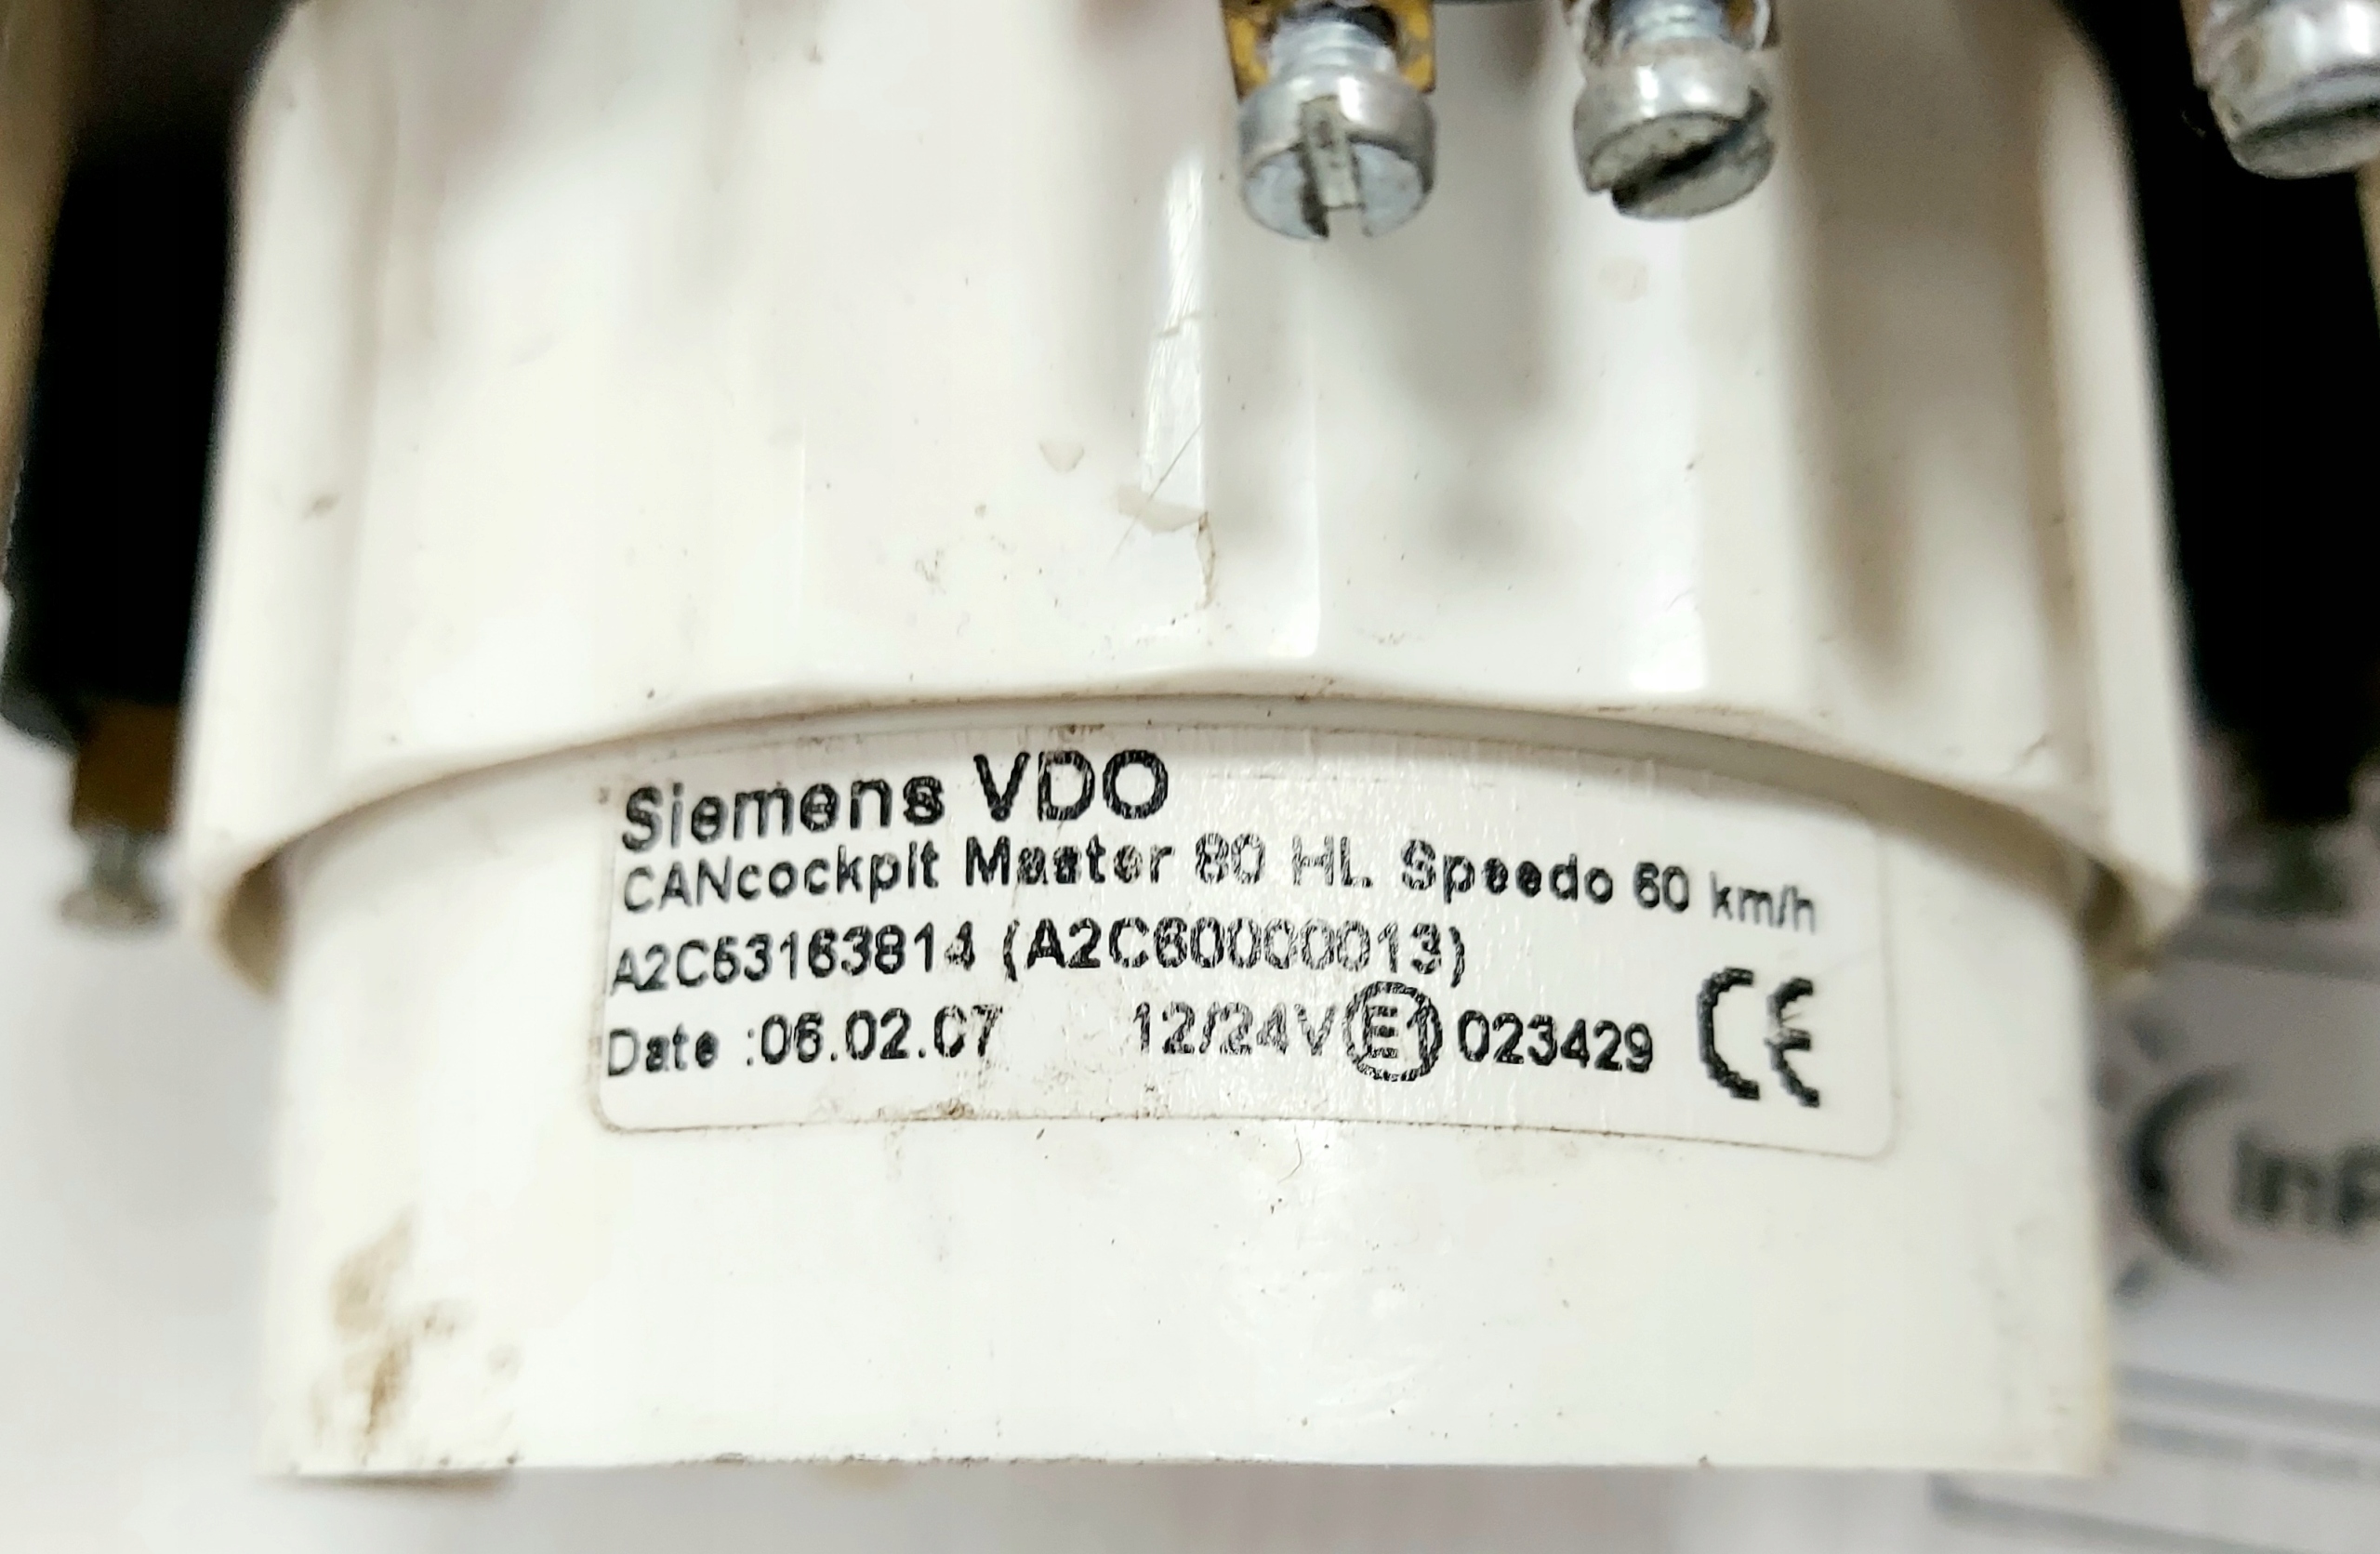 Siemens VDO
CANcockpit Master 80 HL Speedo 60 km/h
A2C53163814 (A2C60000013)
Date :06.02.07 12/24V E1 023429 CE